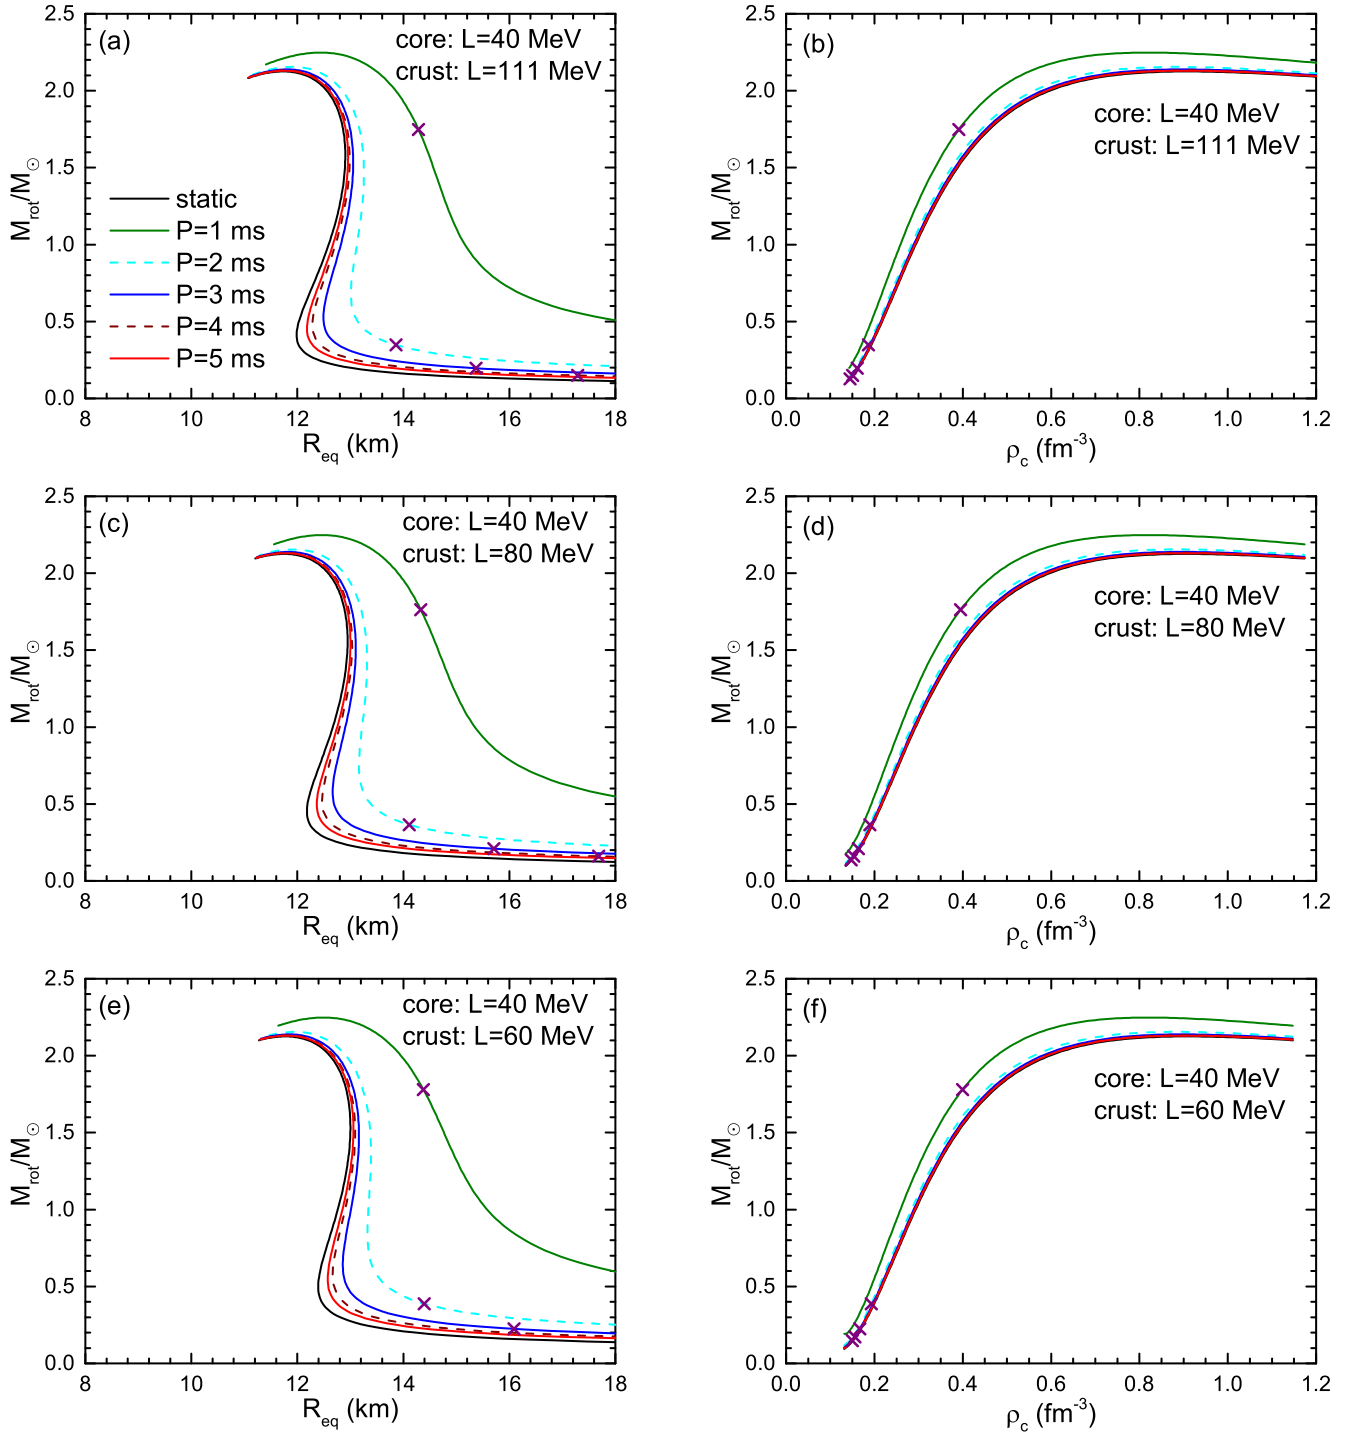 (a)
core: L=40 MeV
crust: L=111 MeV
static
P=1 ms
P=2 ms
P=3 ms
P=4 ms
P=5 ms
2.5
2.0
1.5
1.0
0.5
0.0
M_rot/M_☉
8 10 12 14 16 18
R_eq (km)
(b)
core: L=40 MeV
crust: L=111 MeV
2.5
2.0
1.5
1.0
0.5
0.0
M_rot/M_☉
0.0 0.2 0.4 0.6 0.8 1.0 1.2
ρ_c (fm⁻³)
(c)
core: L=40 MeV
crust: L=80 MeV
2.5
2.0
1.5
1.0
0.5
0.0
M_rot/M_☉
8 10 12 14 16 18
R_eq (km)
(d)
core: L=40 MeV
crust: L=80 MeV
2.5
2.0
1.5
1.0
0.5
0.0
M_rot/M_☉
0.0 0.2 0.4 0.6 0.8 1.0 1.2
ρ_c (fm⁻³)
(e)
core: L=40 MeV
crust: L=60 MeV
2.5
2.0
1.5
1.0
0.5
0.0
M_rot/M_☉
8 10 12 14 16 18
R_eq (km)
(f)
core: L=40 MeV
crust: L=60 MeV
2.5
2.0
1.5
1.0
0.5
0.0
M_rot/M_☉
0.0 0.2 0.4 0.6 0.8 1.0 1.2
ρ_c (fm⁻³)